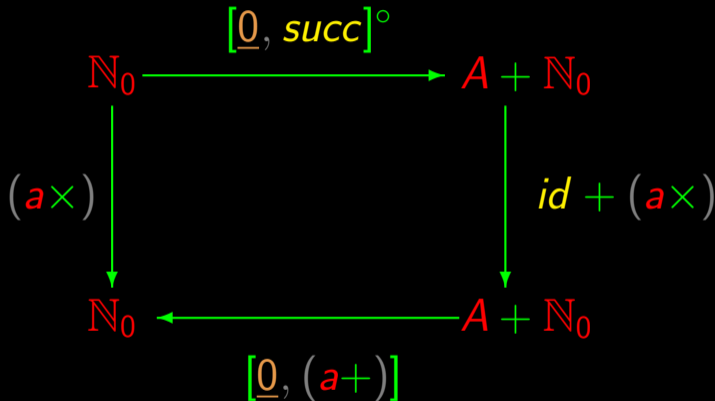 [0, succ]°
ℕ₀ A + ℕ₀
(a×) id + (a×)
ℕ₀ A + ℕ₀
[0, (a+)]